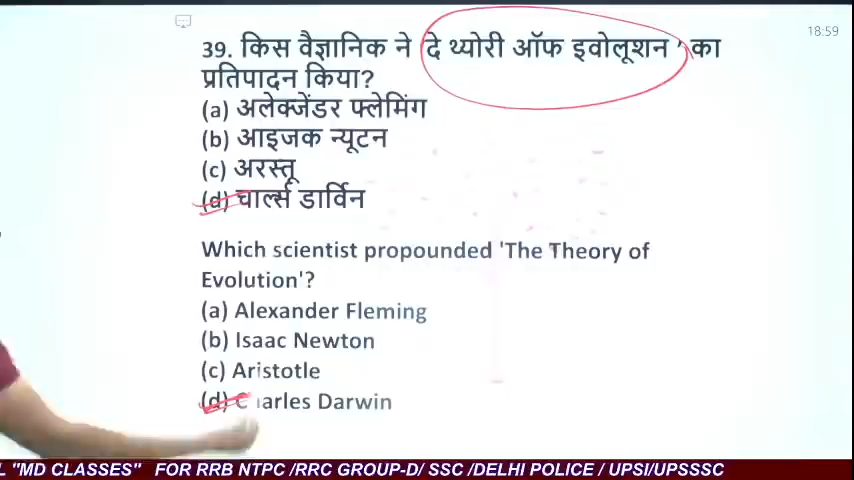 18:59
39. किस वैज्ञानिक ने 'दे थ्योरी ऑफ इवोलूशन ' का
प्रतिपादन किया?
(a) अलेक्जेंडर फ्लेमिंग
(b) आइजक न्यूटन
(c) अरस्तू
(d) चार्ल्स डार्विन
Which scientist propounded 'The Theory of
Evolution'?
(a) Alexander Fleming
(b) Isaac Newton
(c) Aristotle
(d) Charles Darwin
"MD CLASSES" FOR RRB NTPC /RRC GROUP-D/ SSC /DELHI POLICE / UPSI/UPSSSC